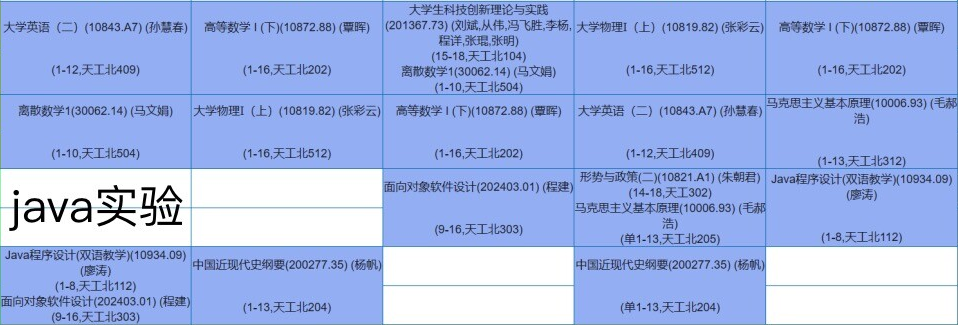 大学英语（二）(10843.A7) (孙慧春)
(1-12,天工北409)
高等数学 I (下)(10872.88) (覃晖)
(1-16,天工北202)
大学生科技创新理论与实践
(201367.73) (刘斌,从伟,冯飞胜,李杨,
程洋,张琨,张明)
(15-18,天工北104)
离散数学1(30062.14) (马文娟)
(1-10,天工北504)
大学物理I（上）(10819.82) (张彩云)
(1-16,天工北512)
高等数学 I (下)(10872.88) (覃晖)
(1-16,天工北202)
离散数学1(30062.14) (马文娟)
(1-10,天工北504)
大学物理I（上）(10819.82) (张彩云)
(1-16,天工北512)
高等数学 I (下)(10872.88) (覃晖)
(1-16,天工北202)
大学英语（二）(10843.A7) (孙慧春)
(1-12,天工北409)
马克思主义基本原理(10006.93) (毛郝
浩)
(1-13,天工北312)
java实验
面向对象软件设计(202403.01) (程建)
(9-16,天工北303)
形势与政策(二)(10821.A1) (朱朝君)
(14-18,天工302)
马克思主义基本原理(10006.93) (毛郝
浩)
(单1-13,天工北205)
Java程序设计(双语教学)(10934.09)
(廖涛)
(1-8,天工北112)
Java程序设计(双语教学)(10934.09)
(廖涛)
(1-8,天工北112)
面向对象软件设计(202403.01) (程建)
(9-16,天工北303)
中国近现代史纲要(200277.35) (杨帆)
(1-13,天工北204)
中国近现代史纲要(200277.35) (杨帆)
(单1-13,天工北204)